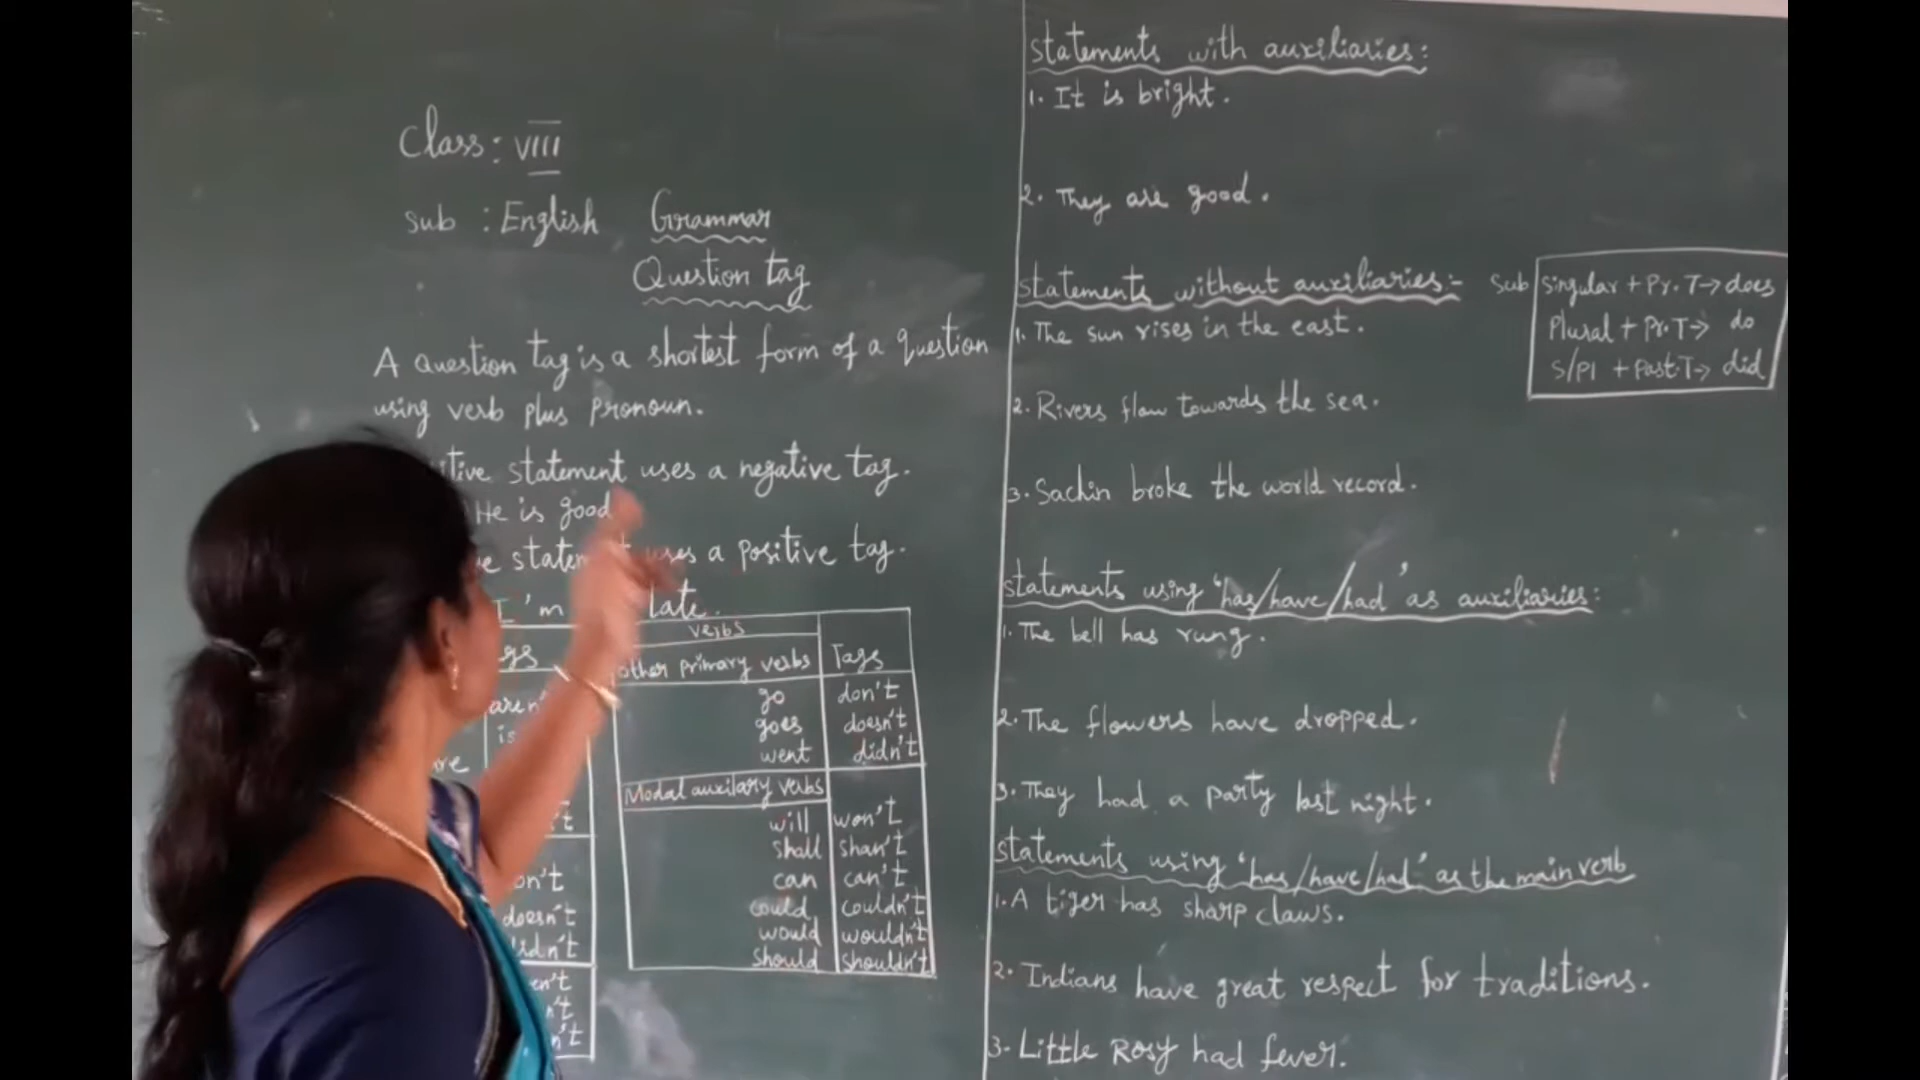 Class: VIII
Sub : English Grammar
Question tag
A Question tag is a shortest form of a question
using verb plus pronoun.
statement uses a negative tag.
He is good
statement uses a positive tag.
I'm late.
verbs
other primary verbs Tags
go don't
goes doesn't
went didn't
Modal auxilary verbs
will won't
shall shan't
can can't
could couldn't
would wouldn't
should shouldn't
doesn't
Statements with auxiliaries:
1. It is bright.
2. They are good.
Statements without auxiliaries:-
1. The sun rises in the east.
2. Rivers flow towards the sea.
3. Sachin broke the world record.
Sub Singular + Pr.T→ does
Plural + Pr.T→ do
S/Pl + Past.T→ did
Statements using 'has/have/had' as auxiliaries:
1. The bell has rung.
2. The flowers have dropped.
3. They had a party last night.
Statements using 'has/have/had' as the main verb
1. A tiger has sharp claws.
2. Indians have great respect for traditions.
3. Little Rosy had fever.